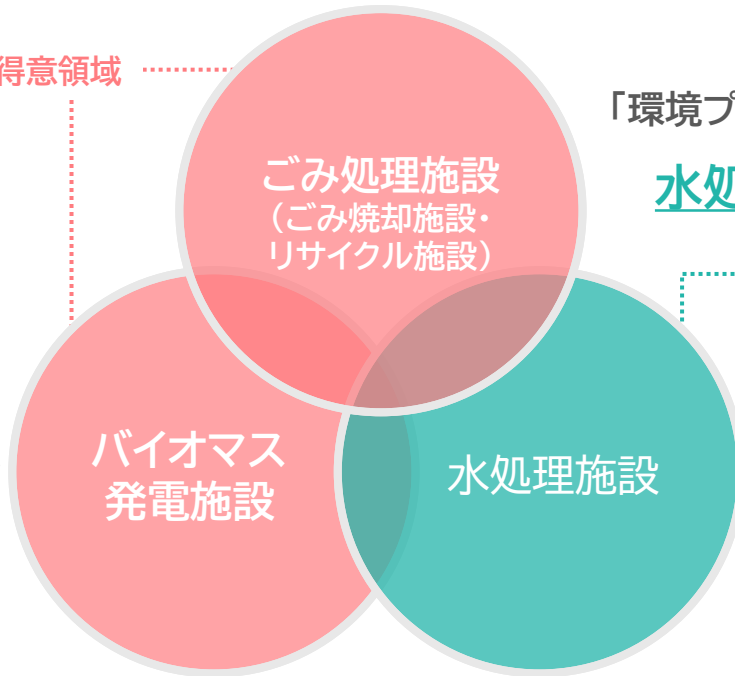 得意領域
「環境プ
水処
ごみ処理施設
（ごみ焼却施設・
リサイクル施設）
バイオマス
発電施設
水処理施設